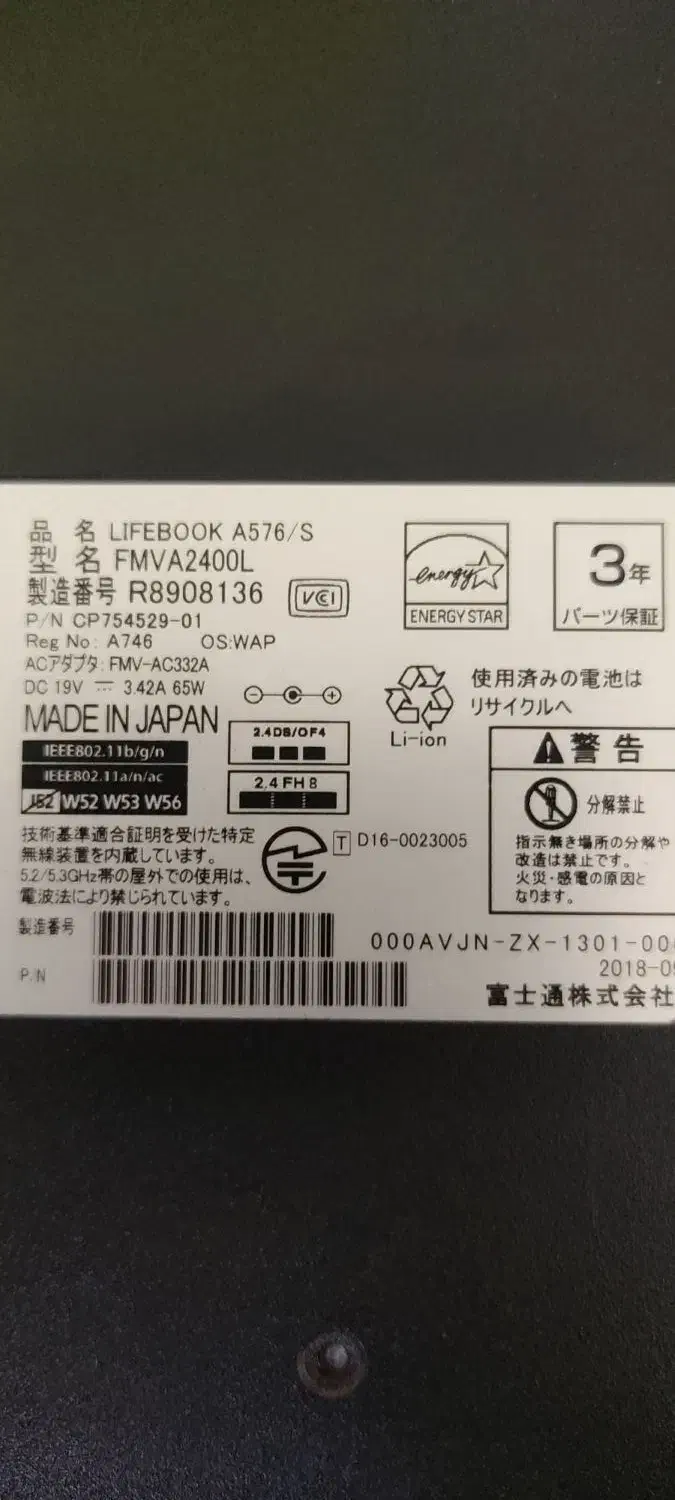 品 名 LIFEBOOK A576/S
型 名 FMVA2400L
製造番号 R8908136
VCI
P/N CP754529-01
Reg No: A746 OS:WAP
ACアダプタ: FMV-AC332A
DC 19V 3.42A 65W
MADE IN JAPAN
IEEE802.11b/g/n
IEEE802.11a/n/ac
J52 W52 W53 W56
2.4DS/OF4
2.4FH8
energy
ENERGY STAR
3年
パーツ保証
Li-ion
使用済みの電池は
リサイクルへ
警告
分解禁止
指示無き場所の分解や
改造は禁止です。
火災・感電の原因と
なります。
技術基準適合証明を受けた特定
無線装置を内蔵しています。
5.2/5.3GHz帯の屋外での使用は、
電波法により禁じられています。
T D16-0023005
製造番号
P/N
000AVJN-ZX-1301-00
2018-0
富士通株式会社